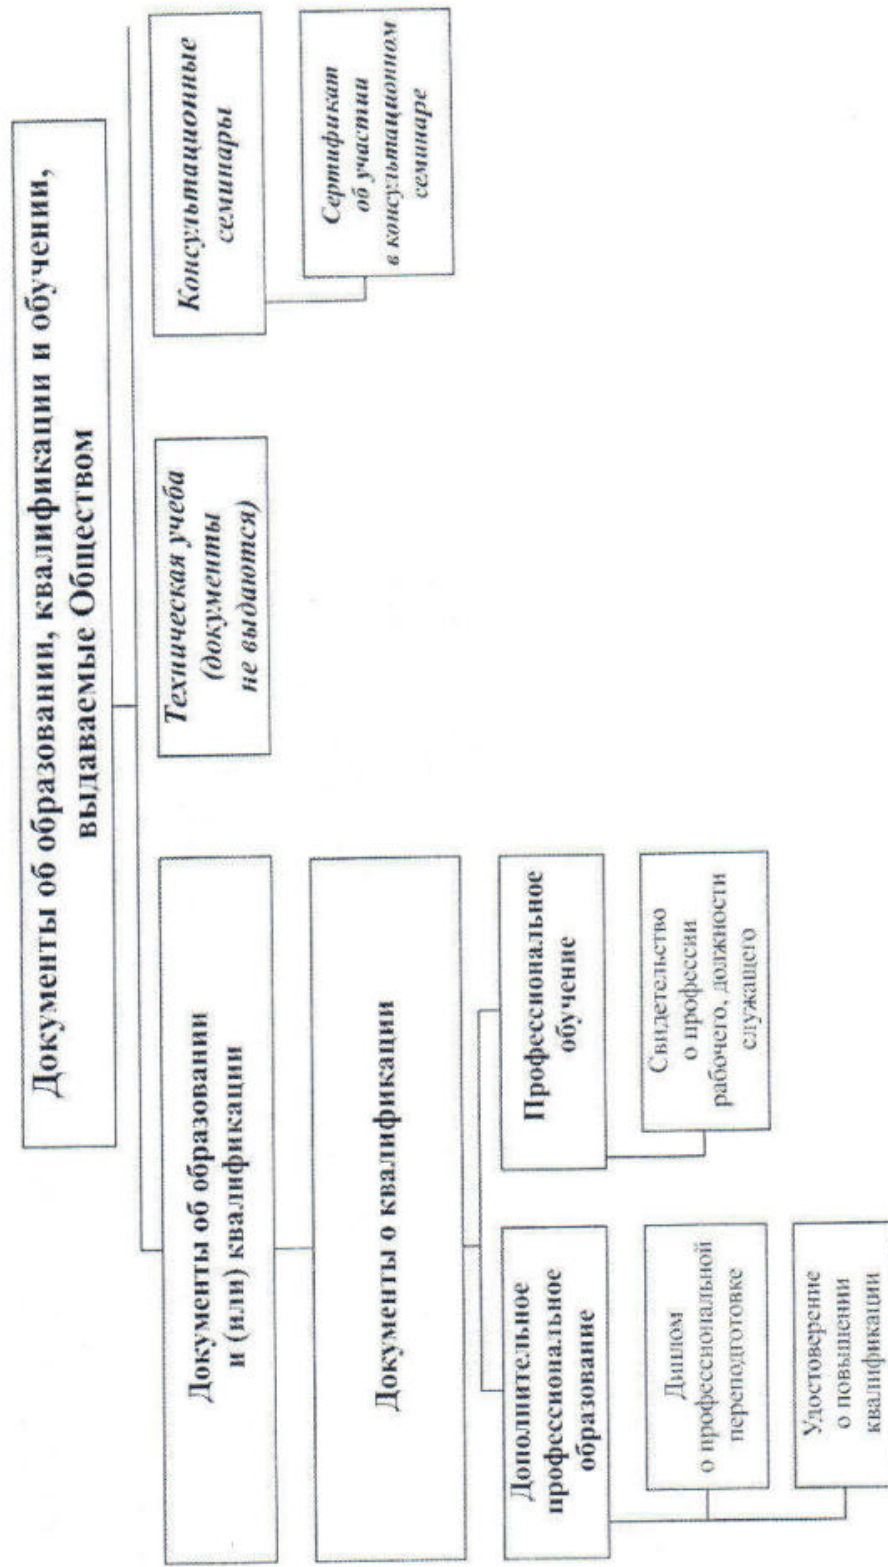 Документы об образовании, квалификации и обучении,
выдаваемые Обществом
Документы об образовании
и (или) квалификации
Техническая учеба
(документы
не выдаются)
Консультационные
семинары
Документы о квалификации
Сертификат
об участии
в консультационном
семинаре
Дополнительное
профессиональное
образование
Профессиональное
обучение
Диплом
о профессиональной
переподготовке
Свидетельство
о профессии
рабочего, должности
служащего
Удостоверение
о повышении
квалификации